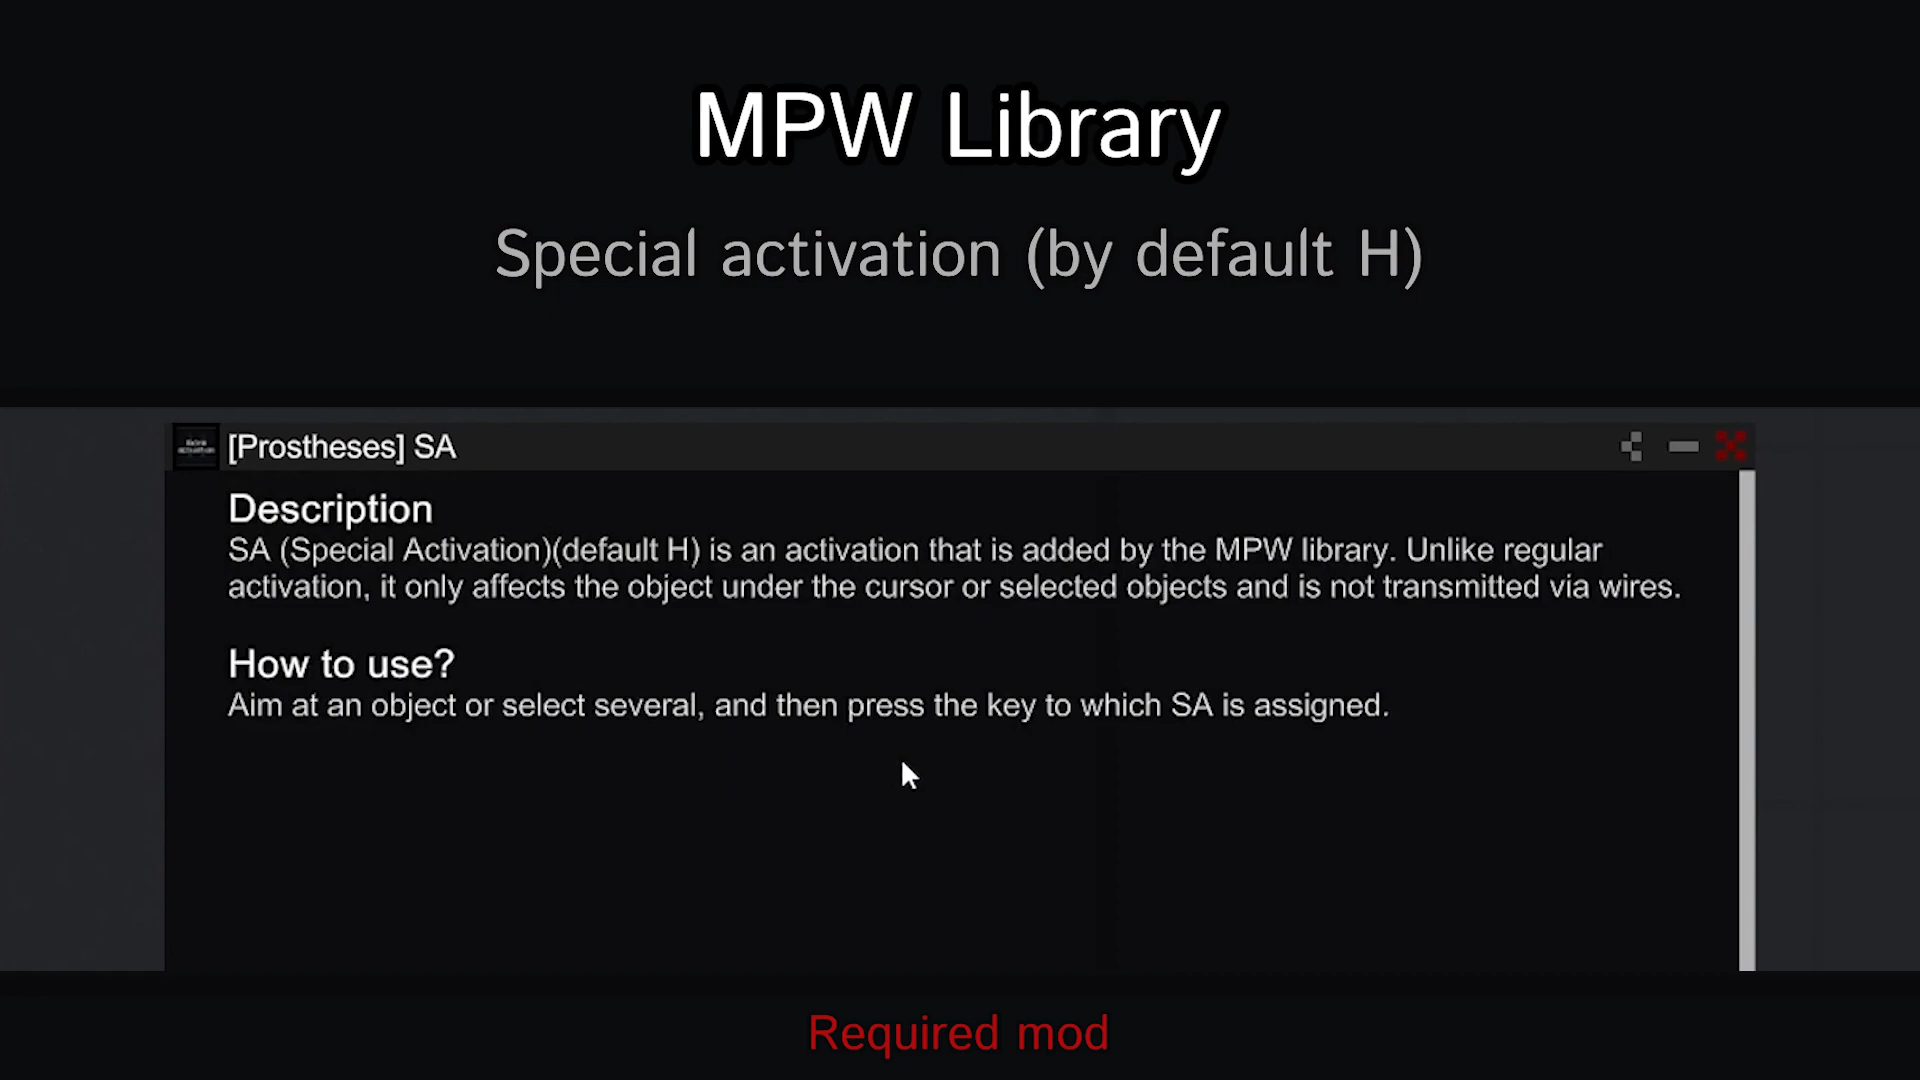 MPW Library
Special activation (by default H)
[Prostheses] SA
Description
SA (Special Activation)(default H) is an activation that is added by the MPW library. Unlike regular
activation, it only affects the object under the cursor or selected objects and is not transmitted via wires.
How to use?
Aim at an object or select several, and then press the key to which SA is assigned.
Required mod